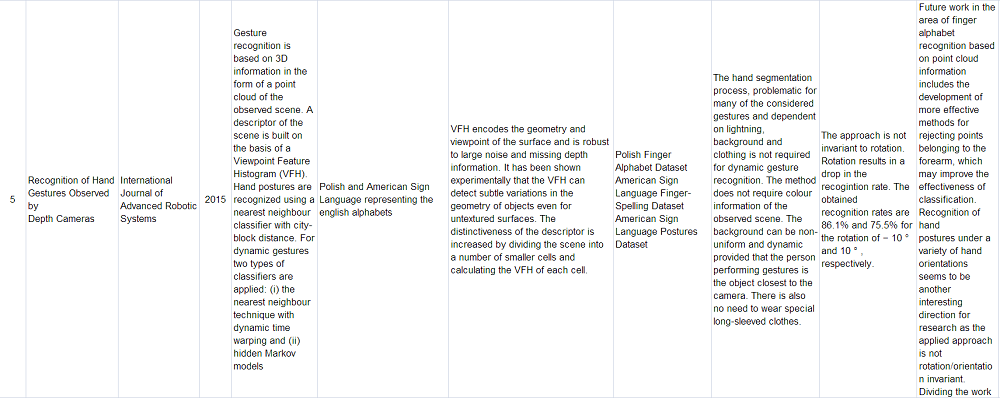 5
Recognition of Hand
Gestures Observed
by
Depth Cameras
International
Journal of
Advanced Robotic
Systems
2015
Gesture
recognition is
based on 3D
information in the
form of a point
cloud of the
observed scene. A
descriptor of the
scene is built on
the basis of a
Viewpoint Feature
Histogram (VFH).
Hand postures are
recognized using a
nearest neighbour
classifier with city-
block distance. For
dynamic gestures
two types of
classifiers are
applied: (i) the
nearest neighbour
technique with
dynamic time
warping and (ii)
hidden Markov
models
Polish and American Sign
Language representing the
english alphabets
VFH encodes the geometry and
viewpoint of the surface and is robust
to large noise and missing depth
information. It has been shown
experimentally that the VFH can
detect subtle variations in the
geometry of objects even for
untextured surfaces. The
distinctiveness of the descriptor is
increased by dividing the scene into
a number of smaller cells and
calculating the VFH of each cell.
Polish Finger
Alphabet Dataset
American Sign
Language Finger-
Spelling Dataset
American Sign
Language Postures
Dataset
The hand segmentation
process, problematic for
many of the considered
gestures and dependent
on lightning,
background and
clothing is not required
for dynamic gesture
recognition. The method
does not require colour
information of the
observed scene. The
background can be non-
uniform and dynamic
provided that the person
performing gestures is
the object closest to the
camera. There is also
no need to wear special
long-sleeved clothes.
The approach is not
invariant to rotation.
Rotation results in a
drop in the
recoginition rate. The
obtained
recognition rates are
86.1% and 75.5% for
the rotation of − 10 °
and 10 ° ,
respectively.
Future work in the
area of finger
alphabet
recognition based
on point cloud
information
includes the
development of
more effective
methods for
rejecting points
belonging to the
forearm, which
may improve the
effectiveness of
classification.
Recognition of
hand
postures under a
variety of hand
orientations
seems to be
another
interesting
direction for
research as the
applied approach
is not
rotation/orientatio
n invariant.
Dividing the work